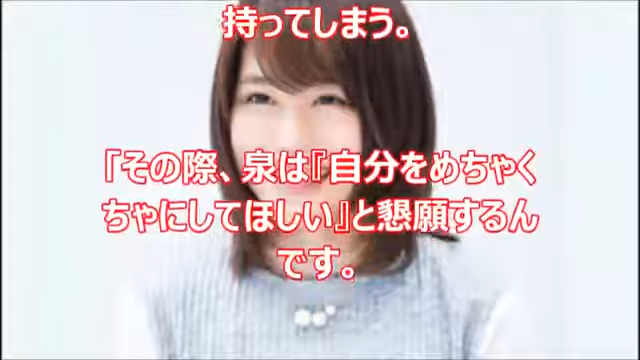 持ってしまう。
「その際、泉は『自分をめちゃく
ちゃにしてほしい』と懇願するん
です。